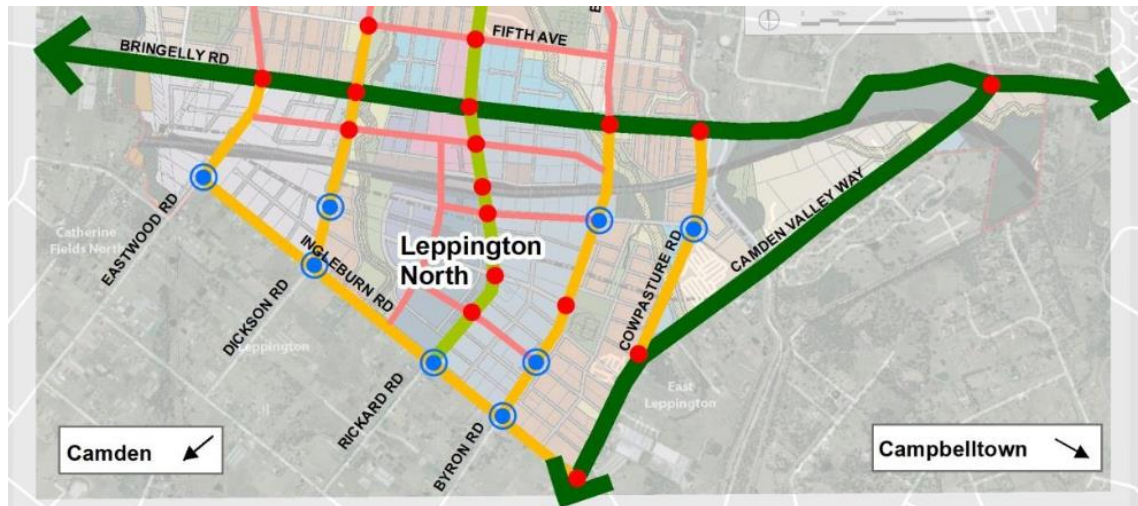 FIFTH AVE
BRINGELLY RD
CAMDEN VALLEY WAY
EASTWOOD RD
Catherine
Fields North
INGLEBURN RD
Leppington
North
COWPASTURE RD
DICKSON RD
Leppington
East
Leppington
RICKARD RD
BYRON RD
Camden
Campbelltown